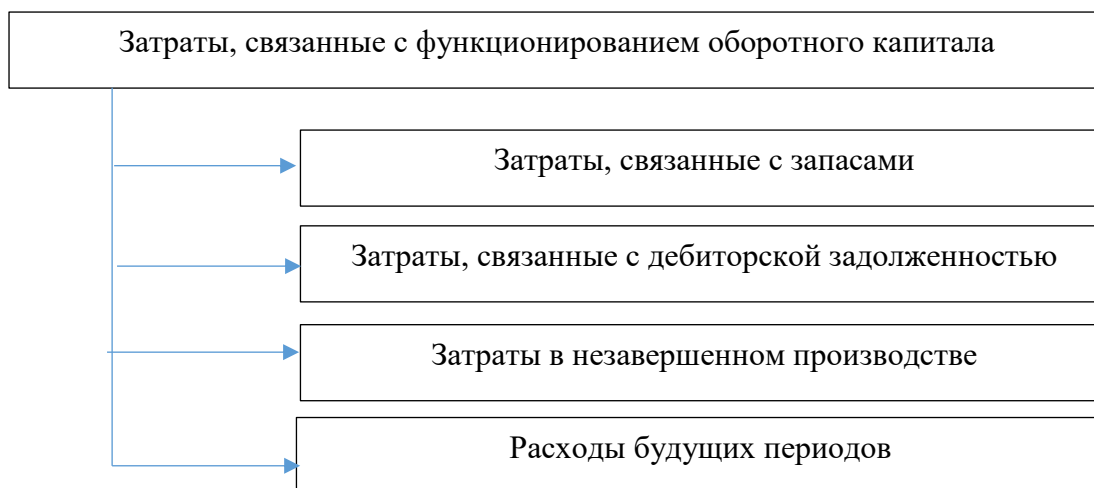 Затраты, связанные с функционированием оборотного капитала
Затраты, связанные с запасами
Затраты, связанные с дебиторской задолженностью
Затраты в незавершенном производстве
Расходы будущих периодов